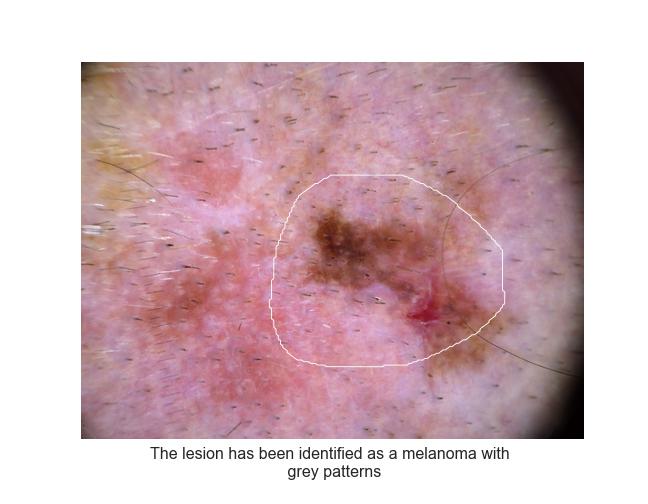 The lesion has been identified as a melanoma with
grey patterns